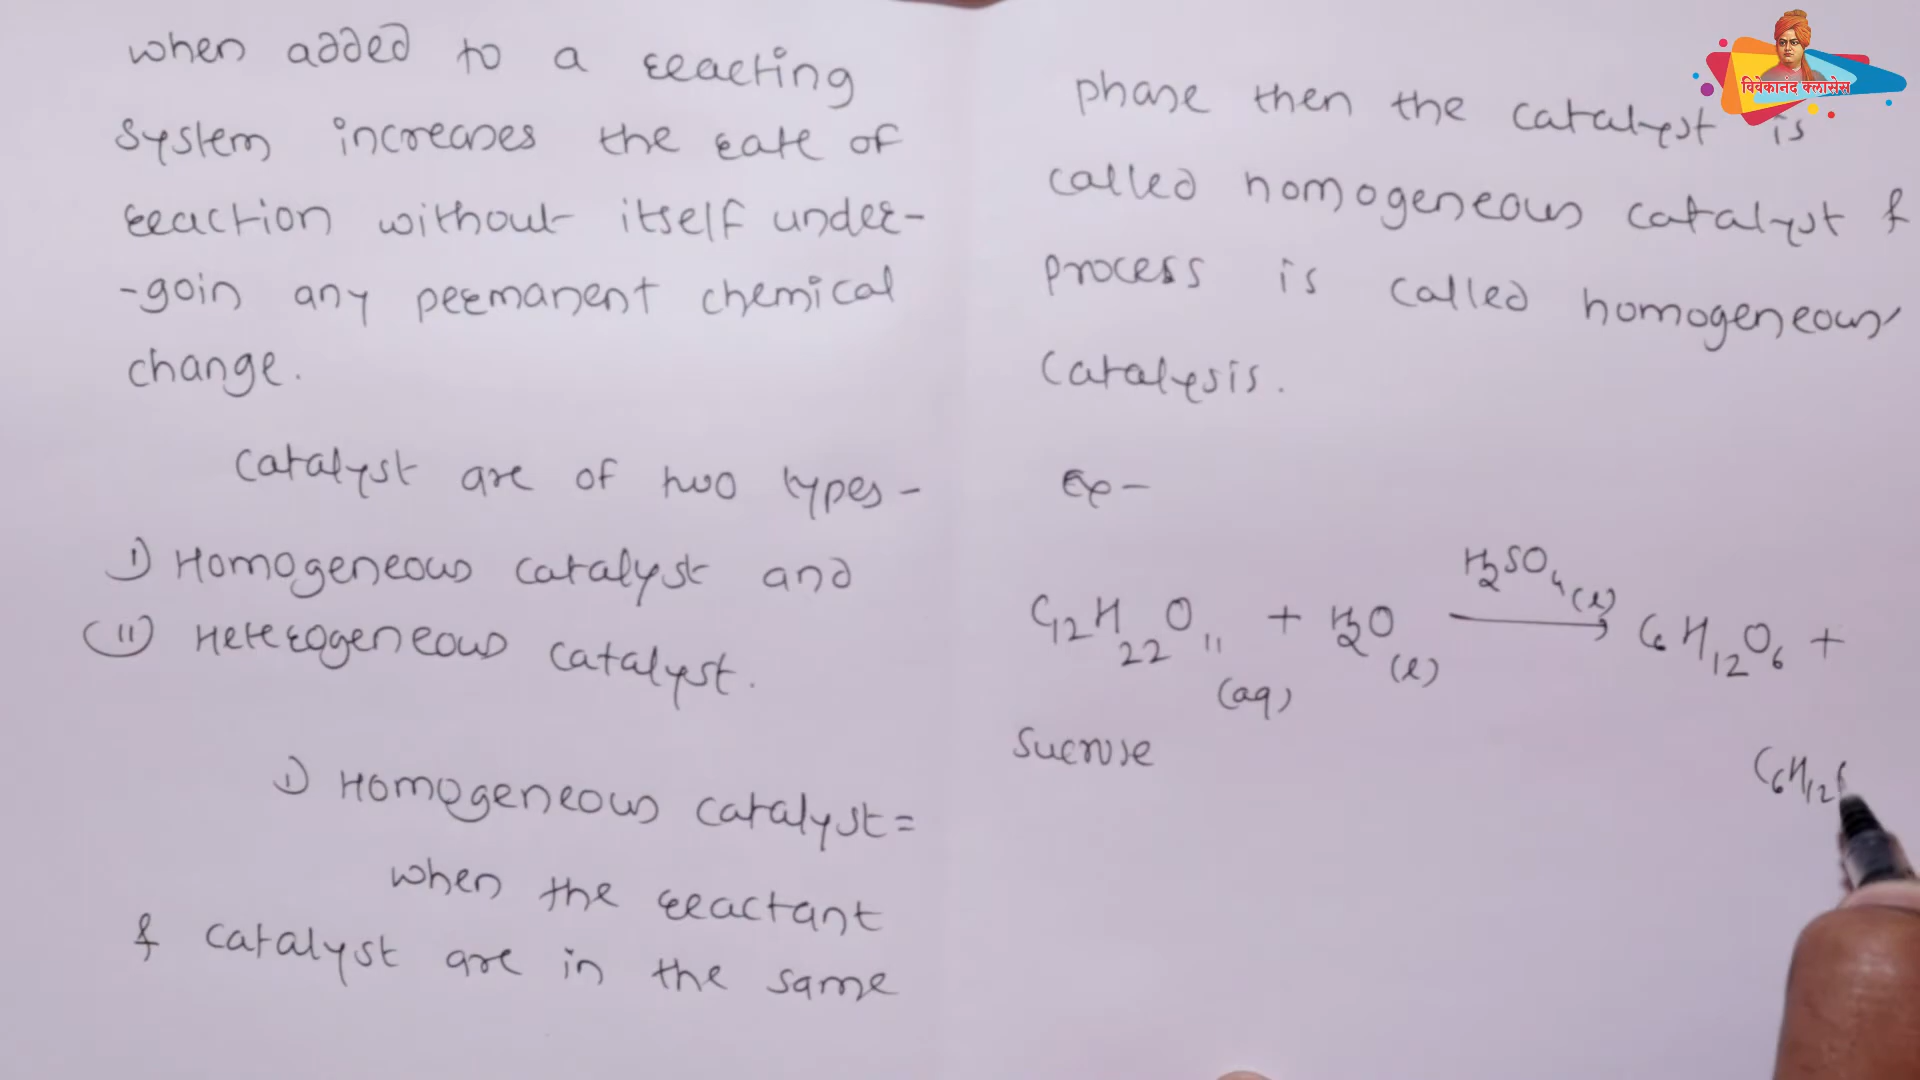 when added to a reacting
system increases the rate of
reaction without itself under-
-goin any permanent chemical
change.
Catalyst are of two types-
i) Homogeneous catalyst and
(ii) Heterogeneous catalyst.
i) Homogeneous catalyst=
when the reactant
& catalyst are in the same
विवेकानंद क्लासेस
phase then the catalyst is
called homogeneous catalyst &
process is called homogeneous
catalysis.
Ex-
H₂SO₄(l)
C₁₂H₂₂O₁₁(aq) + H₂O(l) → C₆H₁₂O₆ +
Sucrose
C₆H₁₂